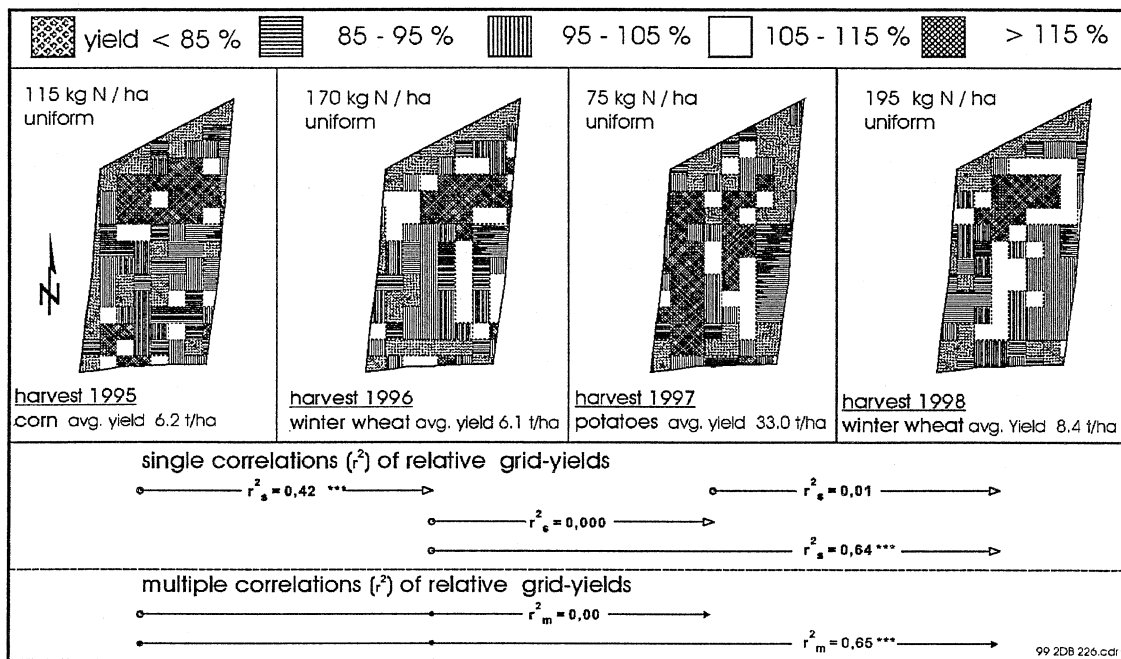 yield < 85 % 85 - 95 % 95 - 105 % 105 - 115 % > 115 %
115 kg N / ha
uniform
170 kg N / ha
uniform
75 kg N / ha
uniform
195 kg N / ha
uniform
N
harvest 1995
corn avg. yield 6.2 t/ha
harvest 1996
winter wheat avg. yield 6.1 t/ha
harvest 1997
potatoes avg. yield 33.0 t/ha
harvest 1998
winter wheat avg. Yield 8.4 t/ha
single correlations (r²) of relative grid-yields
r²s = 0,42 *** r²s = 0,01
r²s = 0,000
r²s = 0,64 ***
multiple correlations (r²) of relative grid-yields
r²m = 0,00
r²m = 0,65 ***
99 2DB 226.cdr